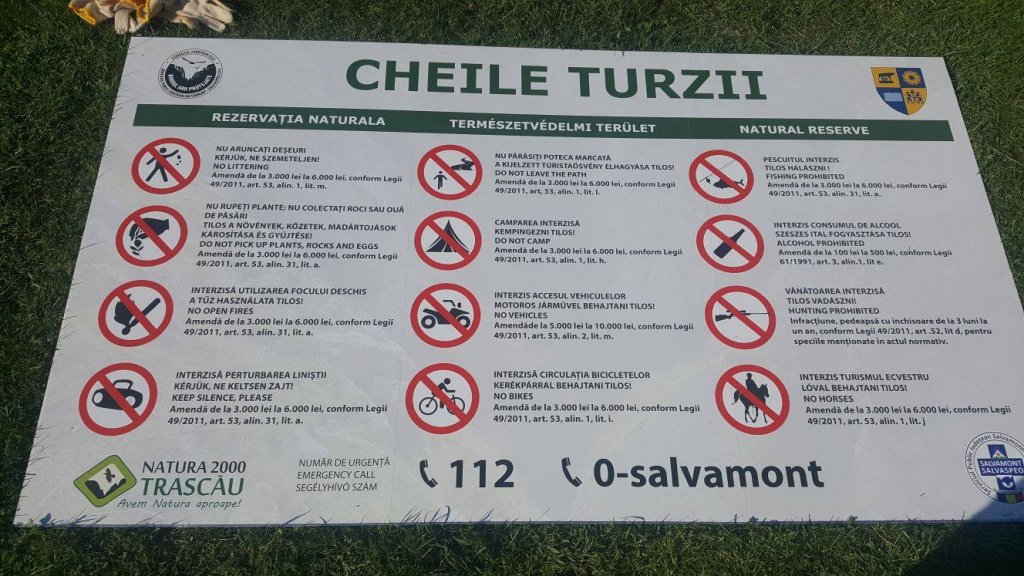 CHEILE TURZII
REZERVAȚIA NATURALA
TERMÉSZETVÉDELMI TERÜLET
NATURAL RESERVE
NU ARUNCAȚI DEȘEURI
KÉRJÜK, NE SZEMETELJEN!
NO LITTERING
Amendă de la 3.000 lei la 6.000 lei, conform Legii
49/2011, art. 53, alin. 1, lit. m.
NU RUPEȚI PLANTE; NU COLECTAȚI ROCI SAU OUĂ
DE PĂSĂRI
TILOS A NÖVÉNYEK, KŐZETEK, MADÁRTOJÁSOK
KÁROSÍTÁSA ÉS GYŰJTÉSE!
DO NOT PICK UP PLANTS, ROCKS AND EGGS
Amendă de la 3.000 lei la 6.000 lei, conform Legii
49/2011, art. 53, alin. 31, lit. a.
INTERZISĂ UTILIZAREA FOCULUI DESCHIS
A TŰZ HASZNÁLATA TILOS!
NO OPEN FIRES
Amendă de la 3.000 lei la 6.000 lei, conform Legii
49/2011, art. 53, alin. 31, lit. a.
INTERZISĂ PERTURBAREA LINIȘTII
KÉRJÜK, NE KELTSEN ZAJT!
KEEP SILENCE, PLEASE
Amendă de la 3.000 lei la 6.000 lei, conform Legii
49/2011, art. 53, alin. 31, lit. a.
NU PĂRĂSIȚI POTECA MARCATĂ
A KIJELZETT TÚRISTAÖSVÉNY ELHAGYÁSA TILOS!
DO NOT LEAVE THE PATH
Amendă de la 3.000 lei la 6.000 lei, conform Legii
49/2011, art. 53, alin. 1, lit. i.
CAMPAREA INTERZISĂ
KEMPINGEZNI TILOS!
DO NOT CAMP
Amendă de la 3.000 lei la 6.000 lei, conform Legii
49/2011, art. 53, alin. 1, lit. h.
INTERZIS ACCESUL VEHICULELOR
MOTOROS JÁRMŰVEL BEHAJTANI TILOS!
NO VEHICLES
Amendăde la 5.000 lei la 10.000 lei, conform Legii
49/2011, art. 53, alin. 2, lit. m.
INTERZISĂ CIRCULAȚIA BICICLETELOR
KERÉKPÁRRAL BEHAJTANI TILOS!
NO BIKES
Amendă de la 3.000 lei la 6.000 lei, conform Legii
49/2011, art. 53, alin. 1, lit. i.
PESCUITUL INTERZIS
TILOS HALÁSZNI !
FISHING PROHIBITED
Amendă de la 3.000 lei la 6.000 lei, conform Legii
49/2011, art. 53, alin. 31, lit. a.
INTERZIS CONSUMUL DE ALCOOL
SZESZES ITAL FOGYASZTÁSA TILOS!
ALCOHOL PROHIBITED
Amendă de la 100 lei la 500 lei, conform Legii
61/1991, art. 3, alin.1, lit e.
VÂNĂTOAREA INTERZISĂ
TILOS VADÁSZNI!
HUNTING PROHIBITED
Infracțiune, pedeapsă cu închisoare de la 3 luni la
un an, conform Legii 49/2011, art .52, lit d, pentru
speciile menționate în actul normativ.
INTERZIS TURISMUL ECVESTRU
LÓVAL BEHAJTANI TILOS!
NO HORSES
Amendă de la 3.000 lei la 6.000 lei, conform Legii
49/2011, art. 53, alin. 1, lit. j
NATURA 2000
TRASCĂU
Avem Natura aproape!
NUMĂR DE URGENȚĂ
EMERGENCY CALL
SEGÉLYHÍVÓ SZÁM
112
0-salvamont
Serviciul Public Județean Salvamont
SALVAMONT
SALVASPEO